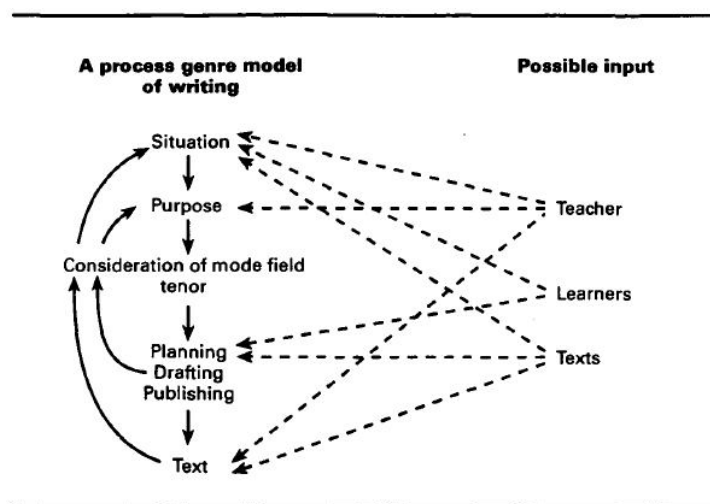 A process genre model
of writing
Possible input
Situation
Purpose
Teacher
Consideration of mode field
tenor
Learners
Planning
Drafting
Publishing
Texts
Text